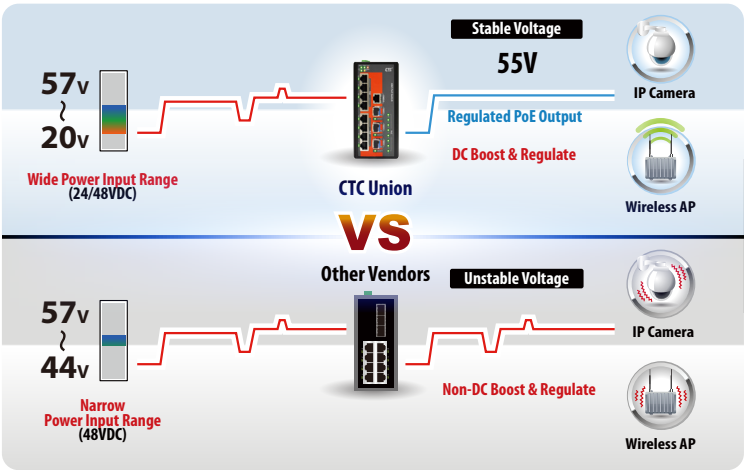 Stable Voltage
55V
IP Camera
57V
~
20V
Regulated PoE Output
DC Boost & Regulate
Wide Power Input Range
(24/48VDC)
CTC Union
Wireless AP
VS
Other Vendors
Unstable Voltage
57V
~
44V
IP Camera
Non-DC Boost & Regulate
Narrow
Power Input Range
(48VDC)
Wireless AP